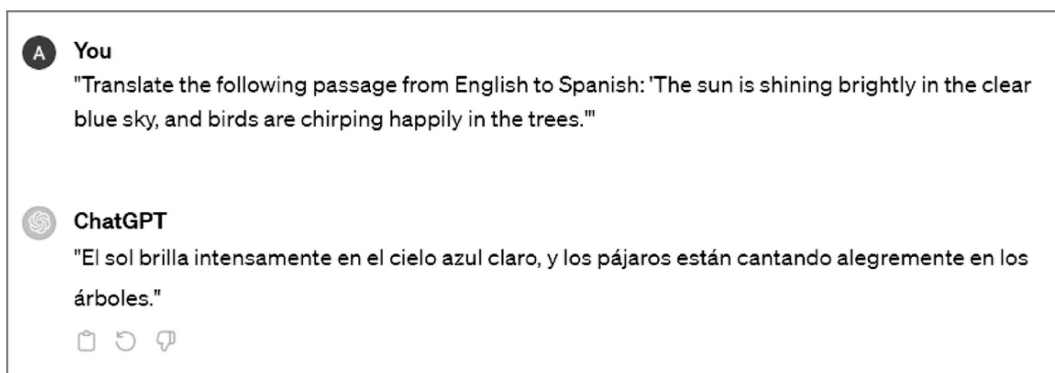 A
You
"Translate the following passage from English to Spanish: 'The sun is shining brightly in the clear
blue sky, and birds are chirping happily in the trees.'"
ChatGPT
"El sol brilla intensamente en el cielo azul claro, y los pájaros están cantando alegremente en los
árboles."